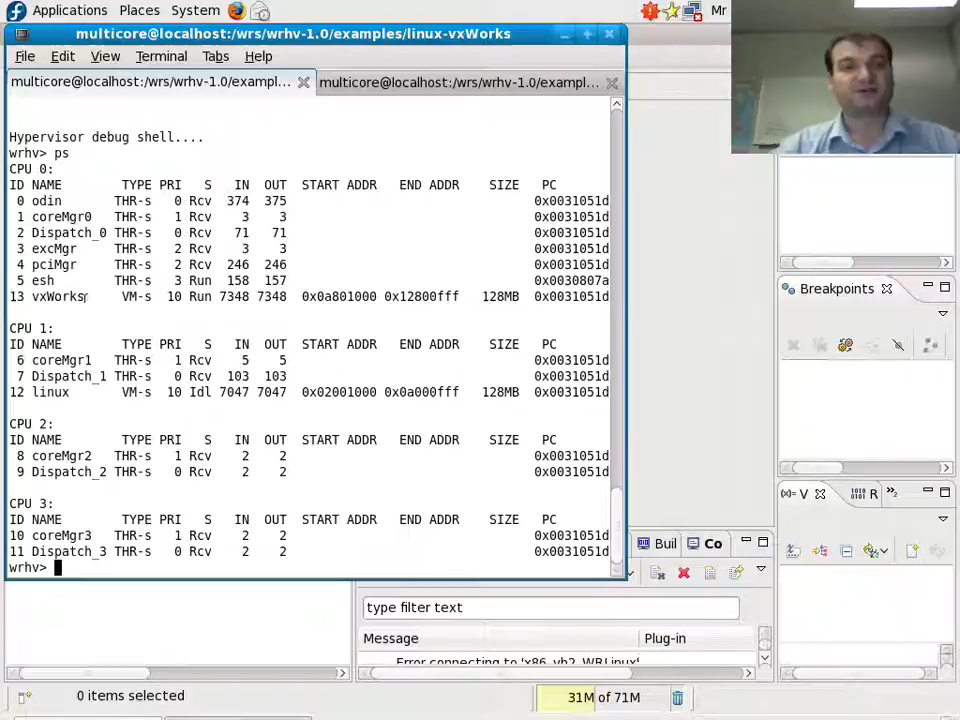 Applications Places System Mr
multicore@localhost:/wrs/wrhv-1.0/examples/linux-vxWorks
File Edit View Terminal Tabs Help
multicore@localhost:/wrs/wrhv-1.0/exampl... multicore@localhost:/wrs/wrhv-1.0/exampl...
Hypervisor debug shell....
wrhv> ps
CPU 0:
ID NAME TYPE PRI S IN OUT START ADDR END ADDR SIZE PC
0 odin THR-s 0 Rcv 374 375 0x0031051d
1 coreMgr0 THR-s 1 Rcv 3 3 0x0031051d
2 Dispatch_0 THR-s 0 Rcv 71 71 0x0031051d
3 excMgr THR-s 2 Rcv 3 3 0x0031051d
4 pciMgr THR-s 2 Rcv 246 246 0x0031051d
5 esh THR-s 3 Run 158 157 0x0030807a
13 vxWorks VM-s 10 Run 7348 7348 0x0a801000 0x12800fff 128MB 0x0031051d
CPU 1:
ID NAME TYPE PRI S IN OUT START ADDR END ADDR SIZE PC
6 coreMgr1 THR-s 1 Rcv 5 5 0x0031051d
7 Dispatch_1 THR-s 0 Rcv 103 103 0x0031051d
12 linux VM-s 10 Idl 7047 7047 0x02001000 0x0a000fff 128MB 0x0031051d
CPU 2:
ID NAME TYPE PRI S IN OUT START ADDR END ADDR SIZE PC
8 coreMgr2 THR-s 1 Rcv 2 2 0x0031051d
9 Dispatch_2 THR-s 0 Rcv 2 2 0x0031051d
CPU 3:
ID NAME TYPE PRI S IN OUT START ADDR END ADDR SIZE PC
10 coreMgr3 THR-s 1 Rcv 2 2 0x0031051d
11 Dispatch_3 THR-s 0 Rcv 2 2 0x0031051d
wrhv>
Breakpoints
(x)= V 1010 0101 R »2
Buil Co
type filter text
Message Plug-in
Error connecting to 'x86_vb2_WRLinux'
0 items selected
31M of 71M